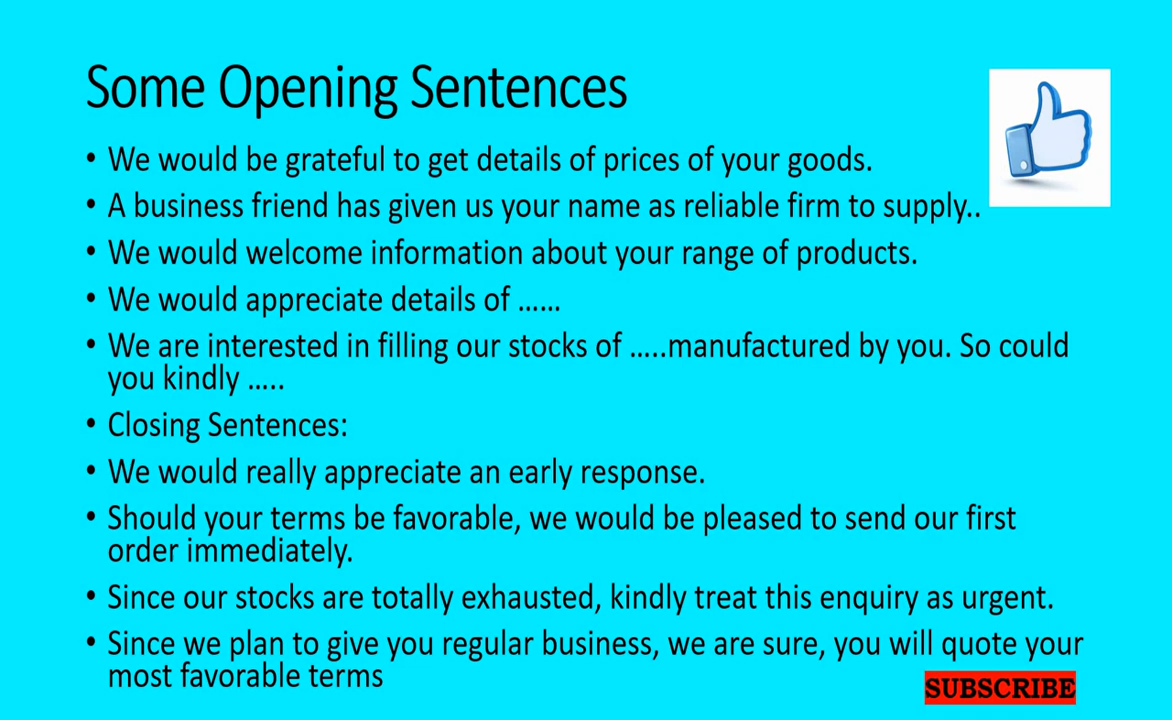 Some Opening Sentences
• We would be grateful to get details of prices of your goods.
• A business friend has given us your name as reliable firm to supply..
• We would welcome information about your range of products.
• We would appreciate details of ......
• We are interested in filling our stocks of .....manufactured by you. So could
you kindly .....
• Closing Sentences:
• We would really appreciate an early response.
• Should your terms be favorable, we would be pleased to send our first
order immediately.
• Since our stocks are totally exhausted, kindly treat this enquiry as urgent.
• Since we plan to give you regular business, we are sure, you will quote your
most favorable terms
SUBSCRIBE